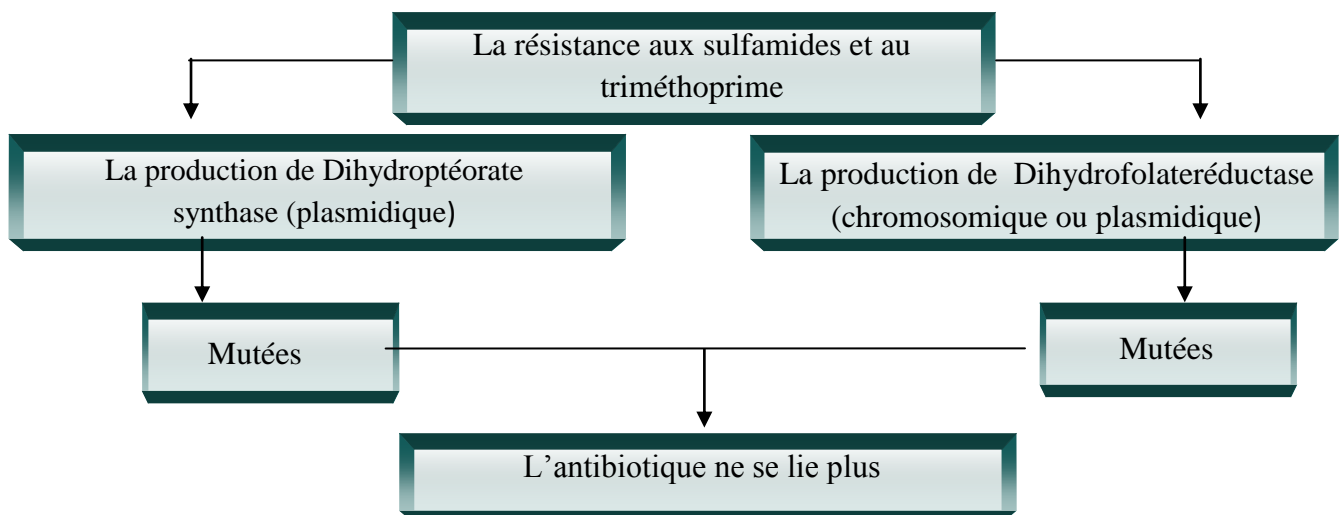 La résistance aux sulfamides et au
triméthoprime
La production de Dihydroptéorate
synthase (plasmidique)
La production de Dihydrofolateréductase
(chromosomique ou plasmidique)
Mutées
Mutées
L’antibiotique ne se lie plus